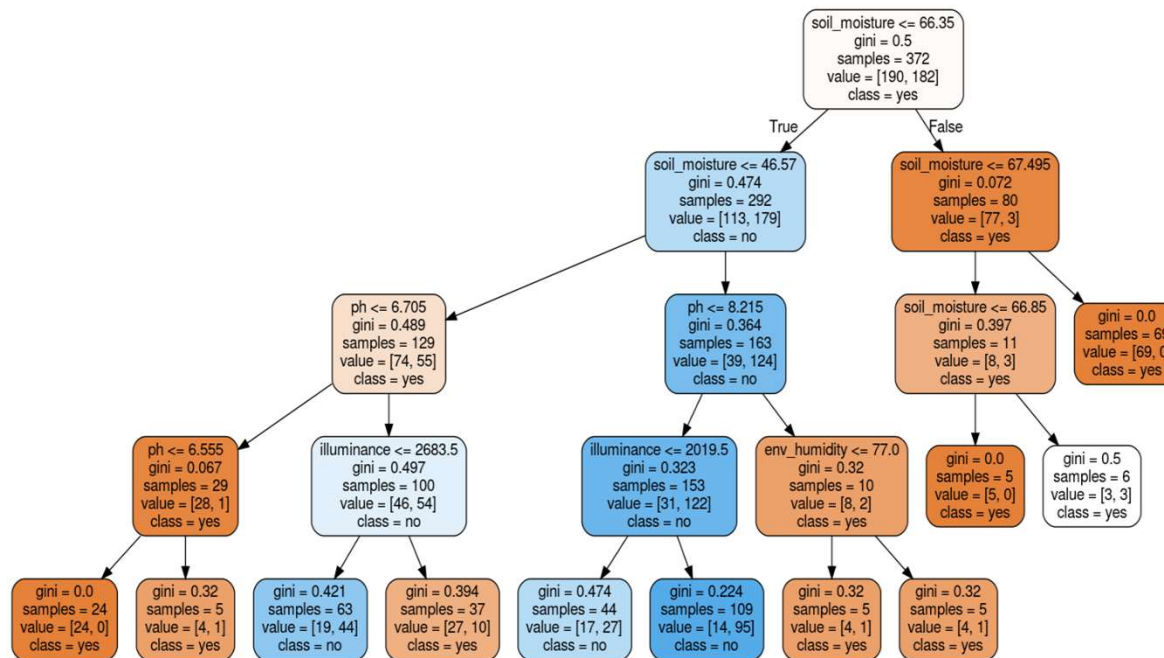 soil_moisture <= 66.35
gini = 0.5
samples = 372
value = [190, 182]
class = yes
True
False
soil_moisture <= 46.57
gini = 0.474
samples = 292
value = [113, 179]
class = no
soil_moisture <= 67.495
gini = 0.072
samples = 80
value = [77, 3]
class = yes
ph <= 6.705
gini = 0.489
samples = 129
value = [74, 55]
class = yes
ph <= 8.215
gini = 0.364
samples = 163
value = [39, 124]
class = no
soil_moisture <= 66.85
gini = 0.397
samples = 11
value = [8, 3]
class = yes
gini = 0.0
samples = 69
value = [69, 0
class = yes
ph <= 6.555
gini = 0.067
samples = 29
value = [28, 1]
class = yes
illuminance <= 2683.5
gini = 0.497
samples = 100
value = [46, 54]
class = no
illuminance <= 2019.5
gini = 0.323
samples = 153
value = [31, 122]
class = no
env_humidity <= 77.0
gini = 0.32
samples = 10
value = [8, 2]
class = yes
gini = 0.0
samples = 5
value = [5, 0]
class = yes
gini = 0.5
samples = 6
value = [3, 3]
class = yes
gini = 0.0
samples = 24
value = [24, 0]
class = yes
gini = 0.32
samples = 5
value = [4, 1]
class = yes
gini = 0.421
samples = 63
value = [19, 44]
class = no
gini = 0.394
samples = 37
value = [27, 10]
class = yes
gini = 0.474
samples = 44
value = [17, 27]
class = no
gini = 0.224
samples = 109
value = [14, 95]
class = no
gini = 0.32
samples = 5
value = [4, 1]
class = yes
gini = 0.32
samples = 5
value = [4, 1]
class = yes